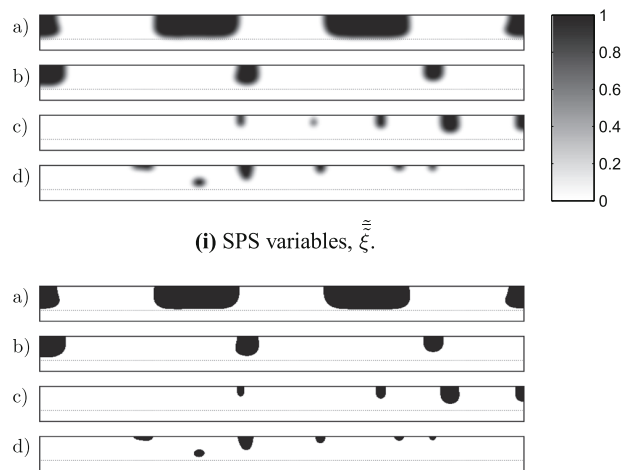 a)
b)
c)
d)
1
0.8
0.6
0.4
0.2
0
(i) SPS variables, ξ̄̃̃.
a)
b)
c)
d)